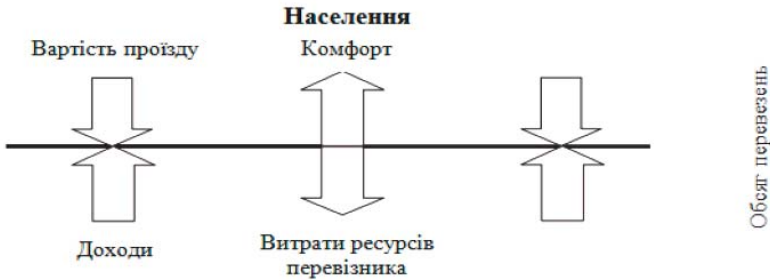 Населення
Вартість проїзду
Комфорт
Обсяг перевезень
Доходи
Витрати ресурсів
перевізника